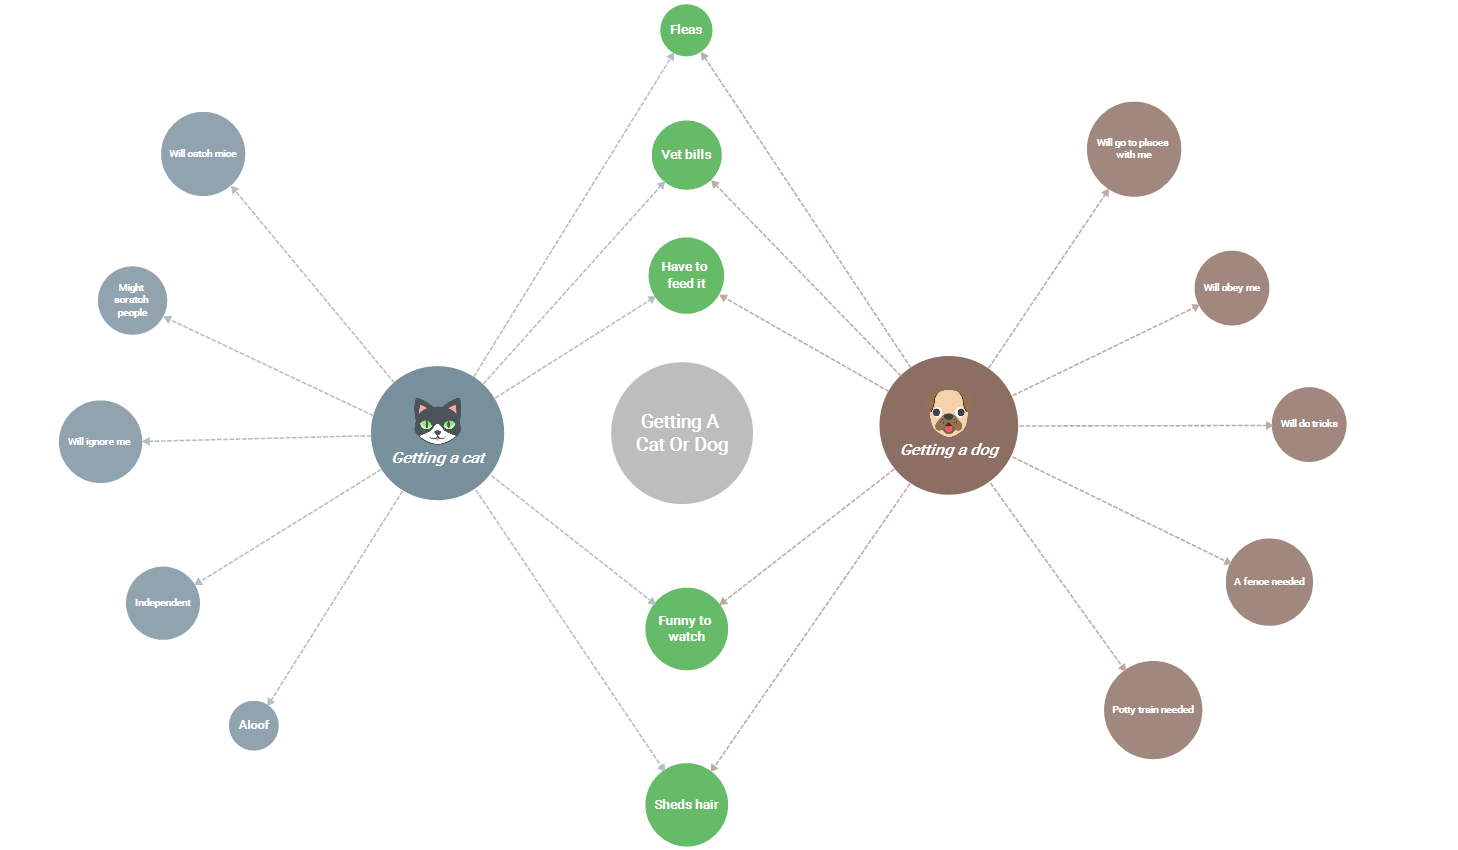 Fleas
Vet bills
Have to
feed it
Getting A
Cat Or Dog
Funny to
watch
Sheds hair
Getting a cat
Will catch mice
Might
scratch
people
Will ignore me
Independent
Aloof
Getting a dog
Will go to places
with me
Will obey me
Will do tricks
A fence needed
Potty train needed